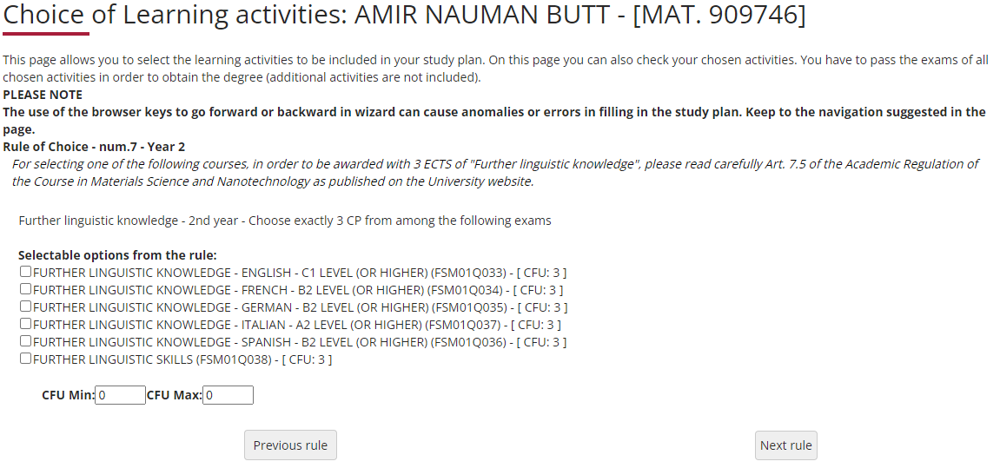 Choice of Learning activities: AMIR NAUMAN BUTT - [MAT. 909746]
This page allows you to select the learning activities to be included in your study plan. On this page you can also check your chosen activities. You have to pass the exams of all
chosen activities in order to obtain the degree (additional activities are not included).
PLEASE NOTE
The use of the browser keys to go forward or backward in wizard can cause anomalies or errors in filling in the study plan. Keep to the navigation suggested in the
page.
Rule of Choice - num.7 - Year 2
For selecting one of the following courses, in order to be awarded with 3 ECTS of "Further linguistic knowledge", please read carefully Art. 7.5 of the Academic Regulation of
the Course in Materials Science and Nanotechnology as published on the University website.
Further linguistic knowledge - 2nd year - Choose exactly 3 CP from among the following exams
Selectable options from the rule:
FURTHER LINGUISTIC KNOWLEDGE - ENGLISH - C1 LEVEL (OR HIGHER) (FSM01Q033) - [ CFU: 3 ]
FURTHER LINGUISTIC KNOWLEDGE - FRENCH - B2 LEVEL (OR HIGHER) (FSM01Q034) - [ CFU: 3 ]
FURTHER LINGUISTIC KNOWLEDGE - GERMAN - B2 LEVEL (OR HIGHER) (FSM01Q035) - [ CFU: 3 ]
FURTHER LINGUISTIC KNOWLEDGE - ITALIAN - A2 LEVEL (OR HIGHER) (FSM01Q037) - [ CFU: 3 ]
FURTHER LINGUISTIC KNOWLEDGE - SPANISH - B2 LEVEL (OR HIGHER) (FSM01Q036) - [ CFU: 3 ]
FURTHER LINGUISTIC SKILLS (FSM01Q038) - [ CFU: 3 ]
CFU Min: 0 CFU Max: 0
Previous rule Next rule